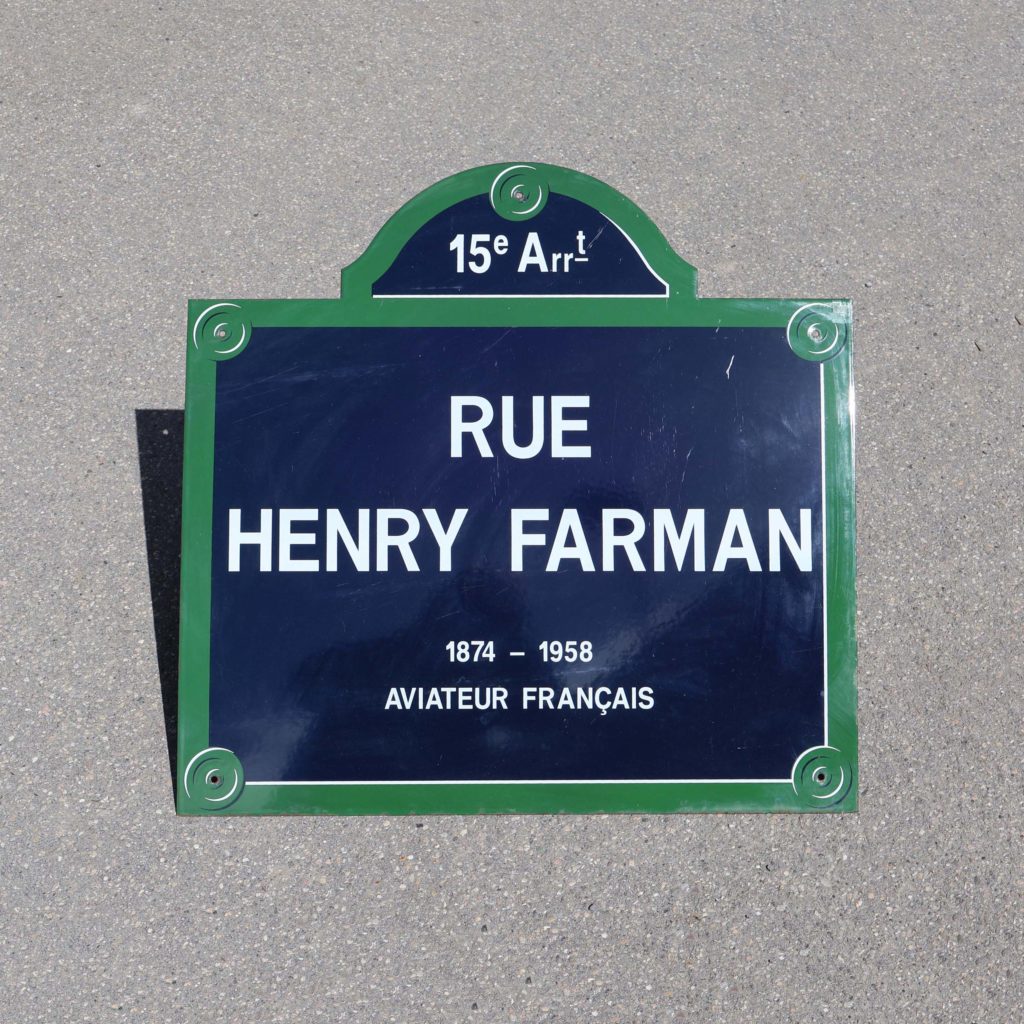 15e Arrt
RUE
HENRY FARMAN
1874 – 1958
AVIATEUR FRANÇAIS